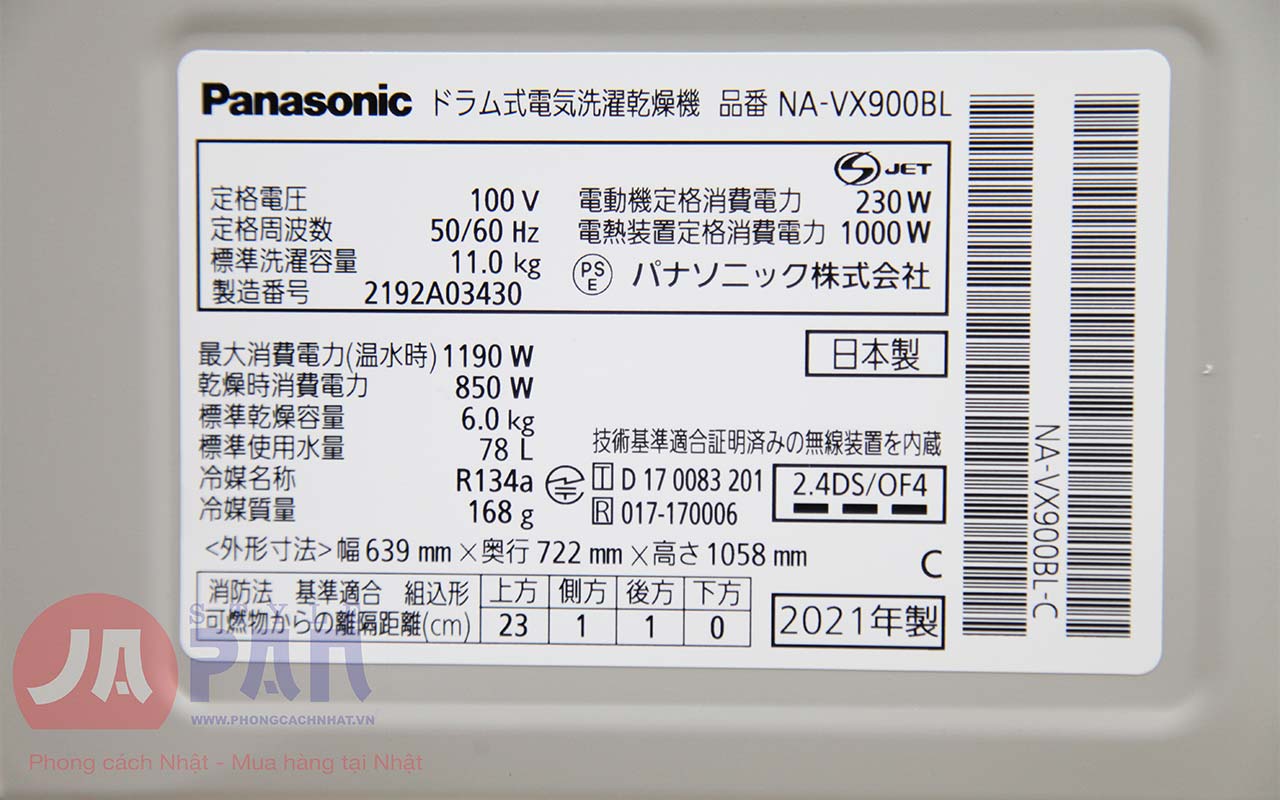 Panasonic ドラム式電気洗濯乾燥機 品番 NA-VX900BL
S JET
定格電圧 100 V 電動機定格消費電力 230 W
定格周波数 50/60 Hz 電熱装置定格消費電力 1000 W
標準洗濯容量 11.0 kg PSE パナソニック株式会社
製造番号 2192A03430
最大消費電力(温水時) 1190 W 日本製
乾燥時消費電力 850 W
標準乾燥容量 6.0 kg
標準使用水量 78 L 技術基準適合証明済みの無線装置を内蔵
冷媒名称 R134a T D 17 0083 201 2.4DS/OF4
冷媒質量 168 g R 017-170006
<外形寸法>幅 639 mm×奥行 722 mm×高さ 1058 mm C
消防法 基準適合 組込形 上方 側方 後方 下方
可燃物からの離隔距離(cm) 23 1 1 0 2021年製
NA-VX900BL-C
STYLE
JAPAN
WWW.PHONGCACHNHAT.VN
Phong cách Nhật - Mua hàng tại Nhật